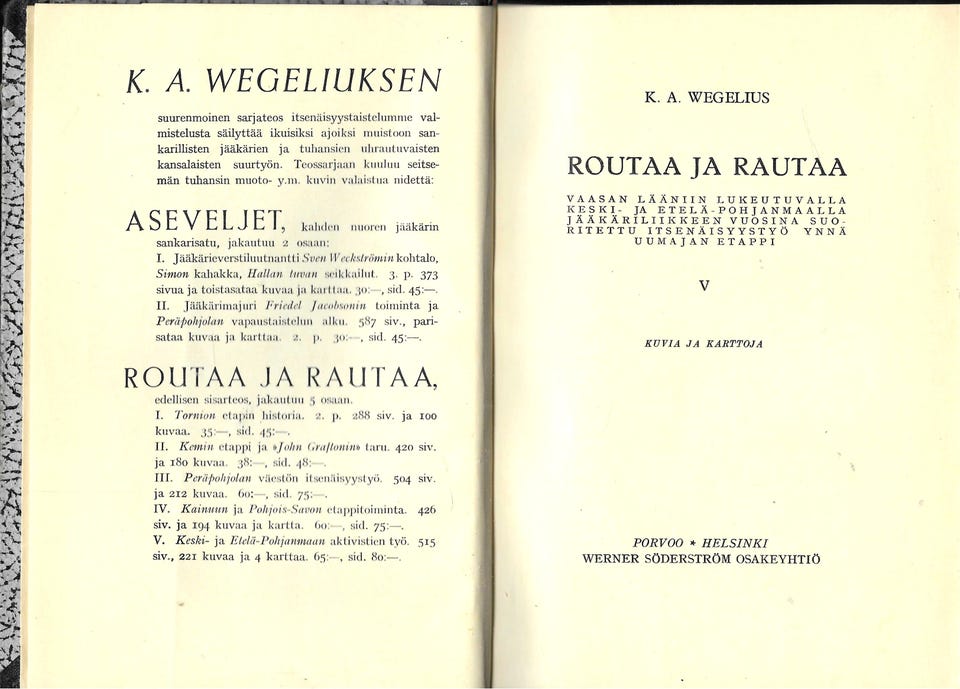 K. A. WEGELIUKSEN
suurenmoinen sarjateos itsenäisyystaistelumme val-
mistelusta säilyttää ikuisiksi ajoiksi muistoon san-
karillisten jääkärien ja tuhansien uhrautuvaisten
kansalaisten suurtyön. Teossarjaan kuuluu seitse-
män tuhansin muoto- y.m. kuvin valaistua nidettä:
ASEVELJET, kahden nuoren jääkärin
sankarisatu, jakautuu 2 osaan:
I. Jääkärieverstiluutnantti Sven Weckströmin kohtalo,
Simon kahakka, Hallan tuvan seikkailut. 3. p. 373
sivua ja toistasataa kuvaa ja karttaa. 30:—, sid. 45:—.
II. Jääkärimajuri Friedel Jacobsonin toiminta ja
Peräpohjolan vapaustaistelun alku. 587 siv., pari-
sataa kuvaa ja karttaa. 2. p. 30:—, sid. 45:—.
ROUTAA JA RAUTAA,
edellisen sisarteos, jakautuu 5 osaan.
I. Tornion etapin historia. 2. p. 288 siv. ja 100
kuvaa. 35:—, sid. 45:—.
II. Kemin etappi ja »John Graftonin» taru. 420 siv.
ja 180 kuvaa. 38:—, sid. 48:—.
III. Peräpohjolan väestön itsenäisyystyö. 504 siv.
ja 212 kuvaa. 60:—, sid. 75:—.
IV. Kainuun ja Pohjois-Savon etappitoiminta. 426
siv. ja 194 kuvaa ja kartta. 60:—, sid. 75:—.
V. Keski- ja Etelä-Pohjanmaan aktivistien työ. 515
siv., 221 kuvaa ja 4 karttaa. 65:—, sid. 80:—.
K. A. WEGELIUS
ROUTAA JA RAUTAA
VAASAN LÄÄNIIN LUKEUTUVALLA
KESKI- JA ETELÄ-POHJANMAALLA
JÄÄKÄRILIIKKEEN VUOSINA SUO-
RITETTU ITSENÄISYYSTYÖ YNNÄ
UUMAJAN ETAPPI
V
KUVIA JA KARTTOJA
PORVOO * HELSINKI
WERNER SÖDERSTRÖM OSAKEYHTIÖ